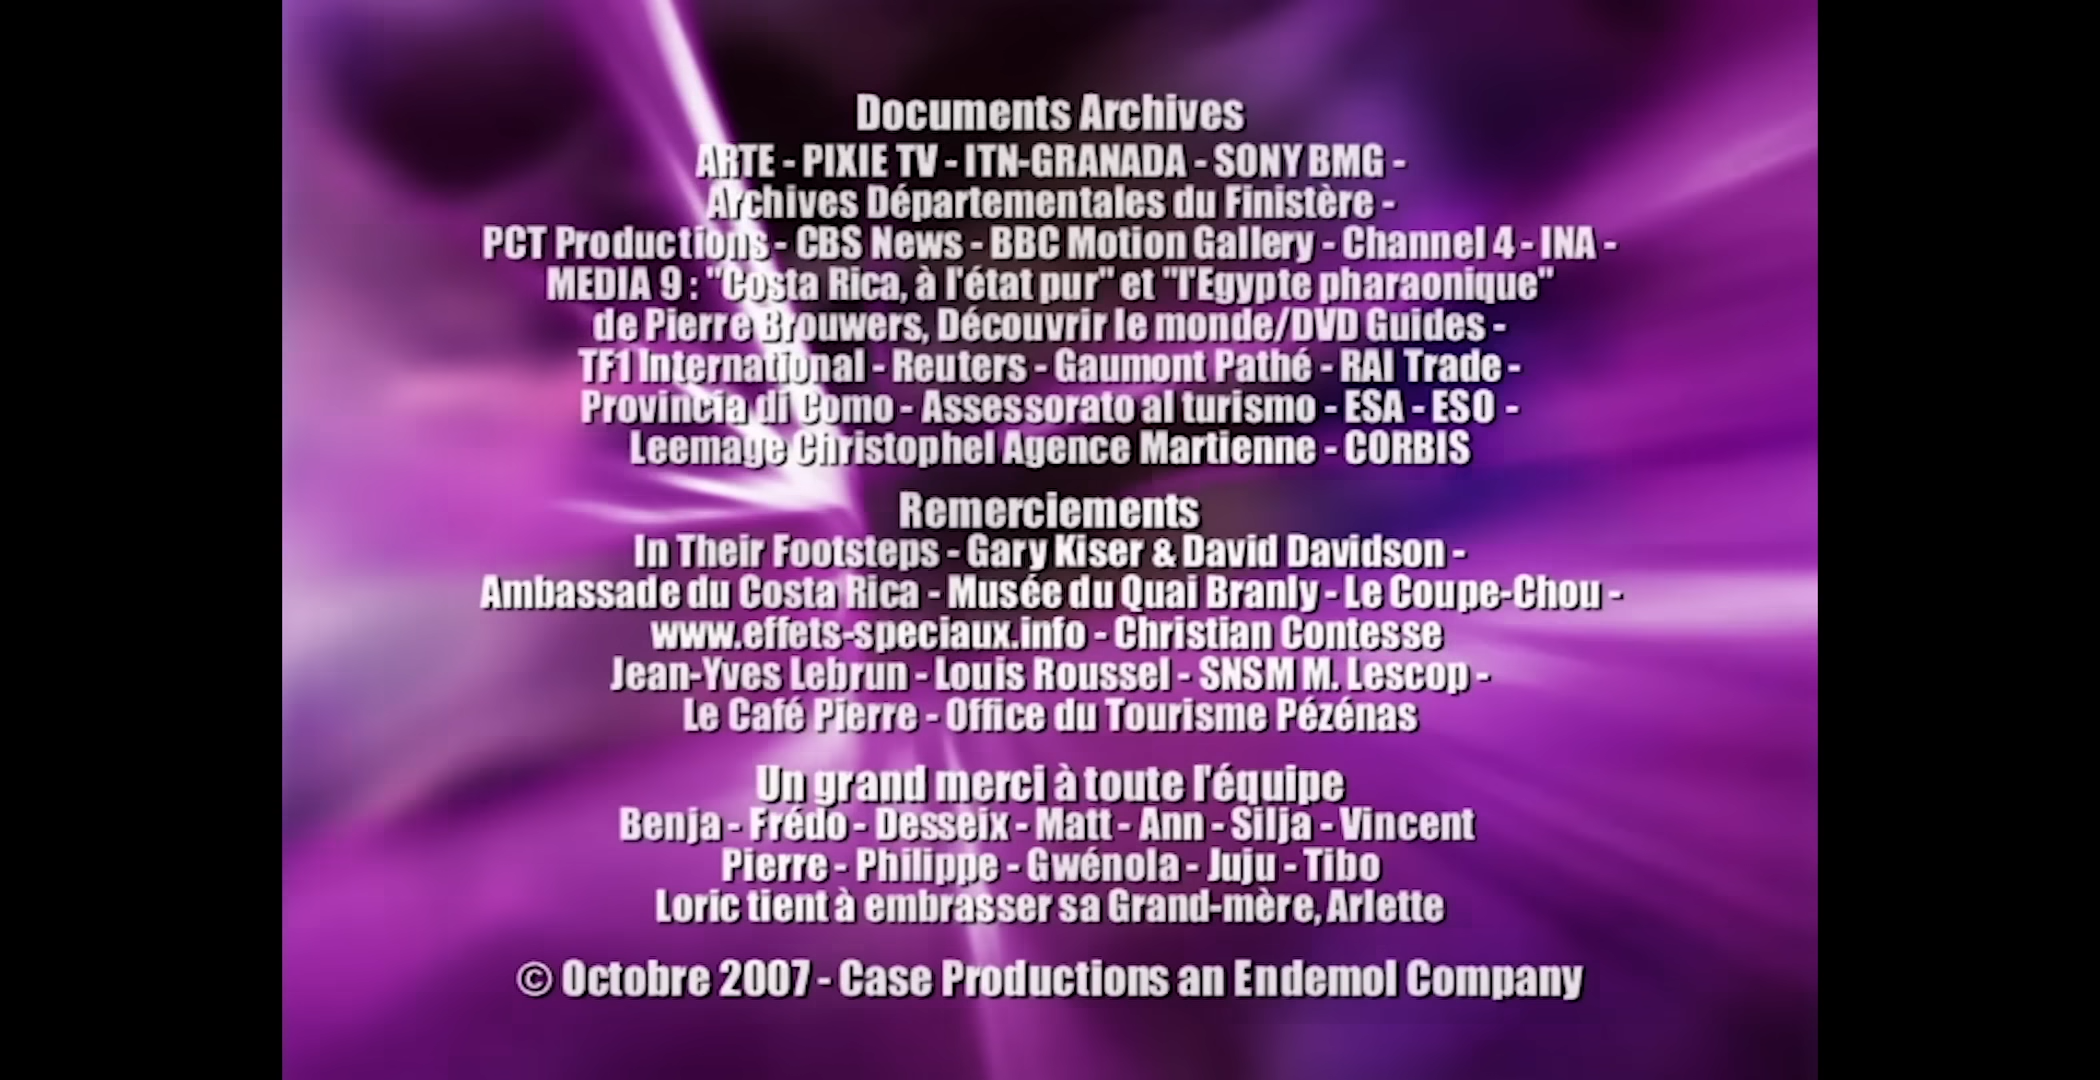 Documents Archives
ARTE - PIXIE TV - ITN-GRANADA - SONY BMG -
Archives Départementales du Finistère -
PCT Productions - CBS News - BBC Motion Gallery - Channel 4 - INA -
MEDIA 9 : "Costa Rica, à l'état pur" et "l'Egypte pharaonique"
de Pierre Brouwers, Découvrir le monde/DVD Guides -
TF1 International - Reuters - Gaumont Pathé - RAI Trade -
Provincia di Como - Assessorato al turismo - ESA - ESO -
Leemage Christophel Agence Martienne - CORBIS
Remerciements
In Their Footsteps - Gary Kiser & David Davidson -
Ambassade du Costa Rica - Musée du Quai Branly - Le Coupe-Chou -
www.effets-speciaux.info - Christian Contesse
Jean-Yves Lebrun - Louis Roussel - SNSM M. Lescop -
Le Café Pierre - Office du Tourisme Pézénas
Un grand merci à toute l'équipe
Benja - Frédo - Desseix - Matt - Ann - Silja - Vincent
Pierre - Philippe - Gwénola - Juju - Tibo
Loric tient à embrasser sa Grand-mère, Arlette
© Octobre 2007 - Case Productions an Endemol Company